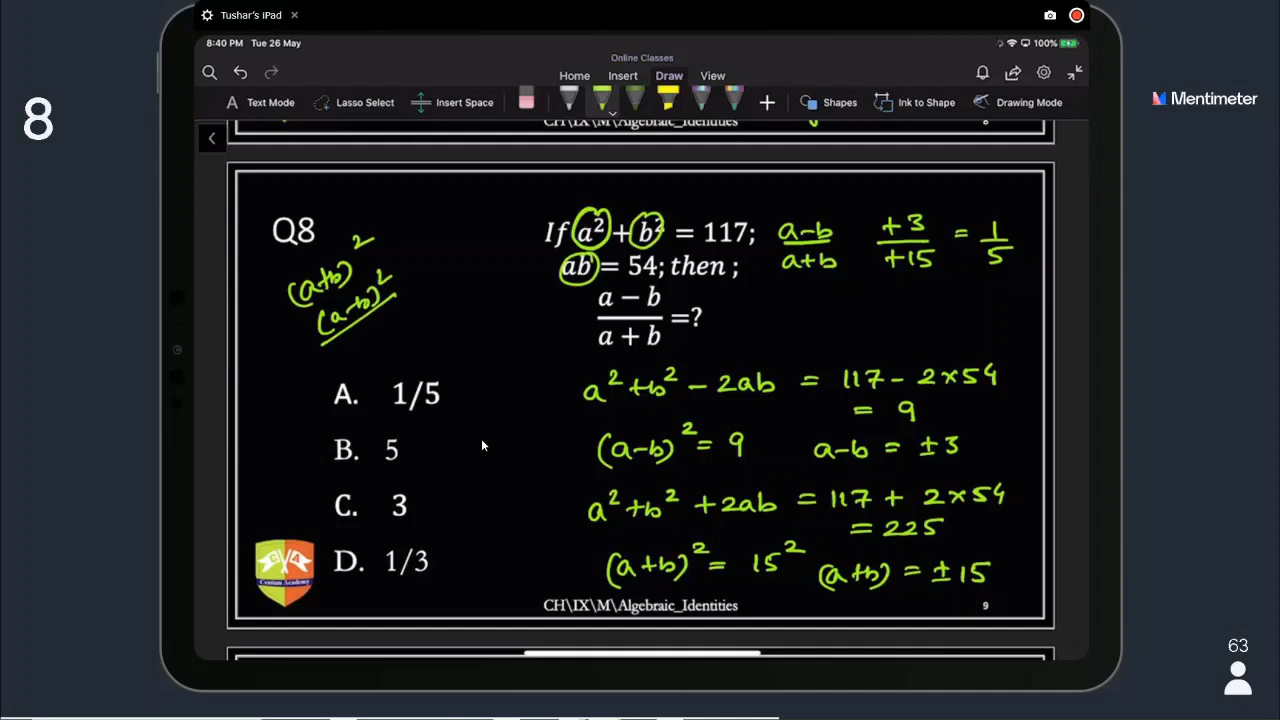 Tushar's iPad ×
8:40 PM Tue 26 May
100%
Online Classes
Home Insert Draw View
Text Mode Lasso Select Insert Space Shapes Ink to Shape Drawing Mode
CH\IX\M\Algebraic_Identities
8
8
Mentimeter
Q8
If a² + b² = 117;
ab = 54; then ;
a − b / a + b =?
a-b / a+b +3 / +15 = 1 / 5
(a+b)²
(a-b)²
A. 1/5
B. 5
C. 3
D. 1/3
a² + b² - 2ab = 117 - 2×54
= 9
(a-b)² = 9 a-b = ±3
a² + b² + 2ab = 117 + 2×54
= 225
(a+b)² = 15² (a+b) = ±15
Centum Academy
CH\IX\M\Algebraic_Identities
9
63